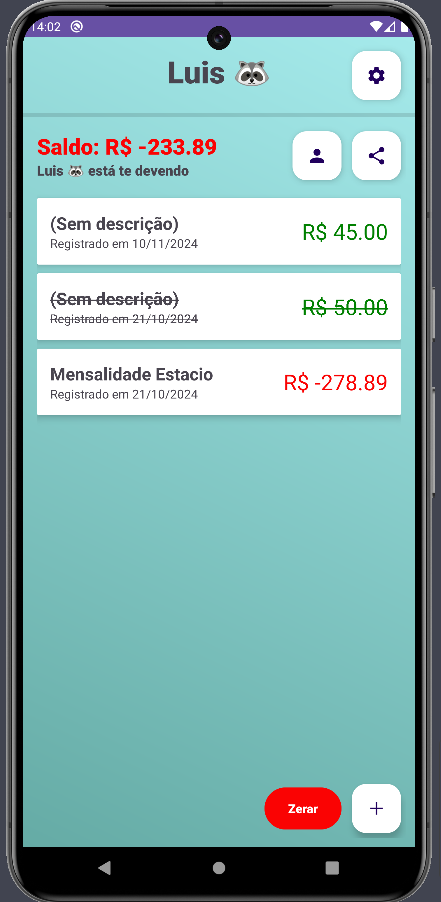 14:02
Luis 🦝
Saldo: R$ -233.89
Luis 🦝 está te devendo
(Sem descrição)
Registrado em 10/11/2024
R$ 45.00
(Sem descrição)
Registrado em 21/10/2024
R$ 50.00
Mensalidade Estacio
Registrado em 21/10/2024
R$ -278.89
Zerar